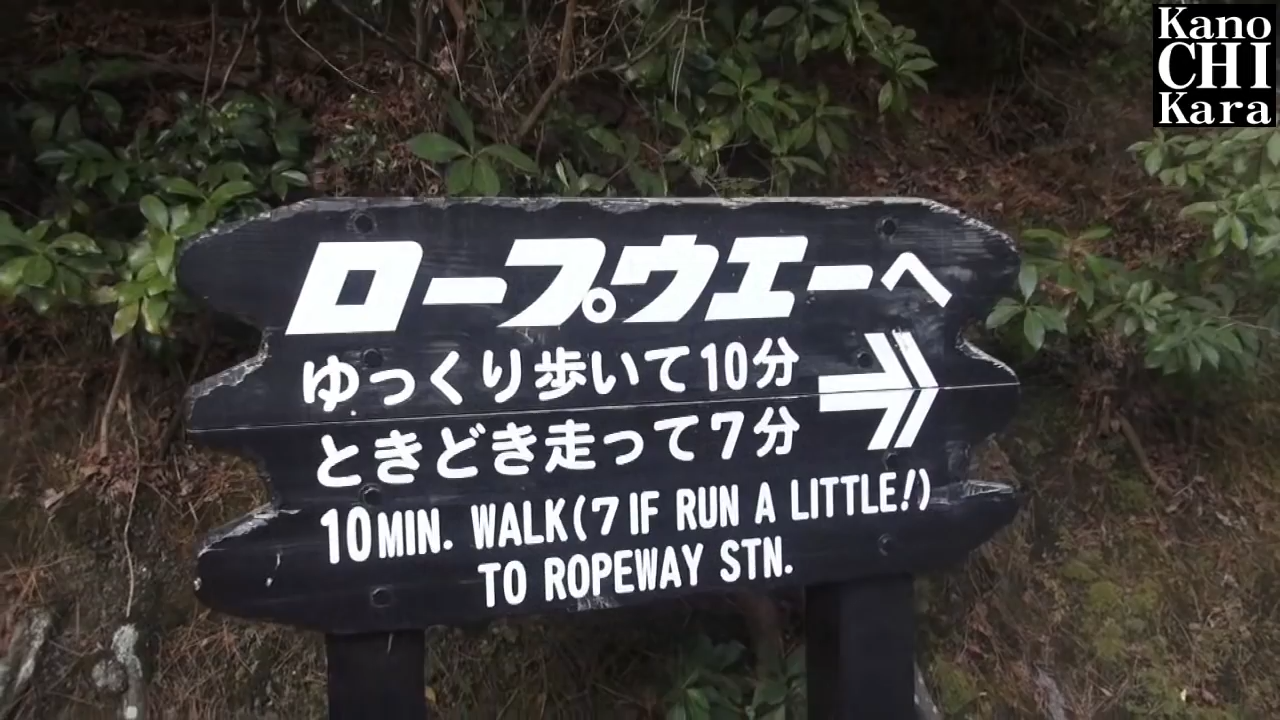 Kano
CHI
Kara
ロープウエーへ
ゆっくり歩いて10分
ときどき走って7分
10MIN. WALK(7 IF RUN A LITTLE!)
TO ROPEWAY STN.